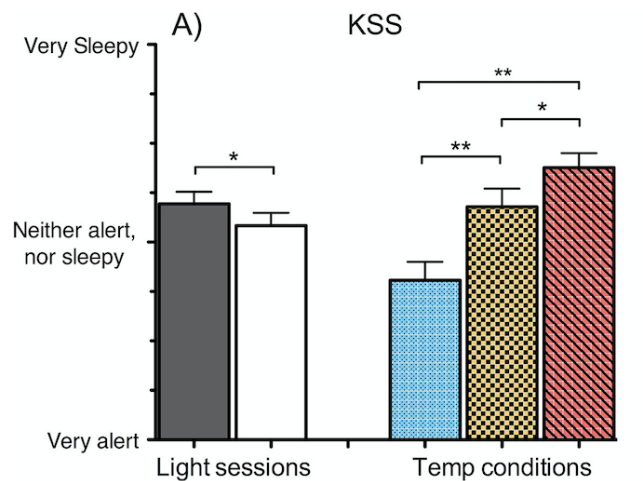 A)
KSS
Very Sleepy
**
*
**
*
Neither alert,
nor sleepy
Very alert
Light sessions
Temp conditions